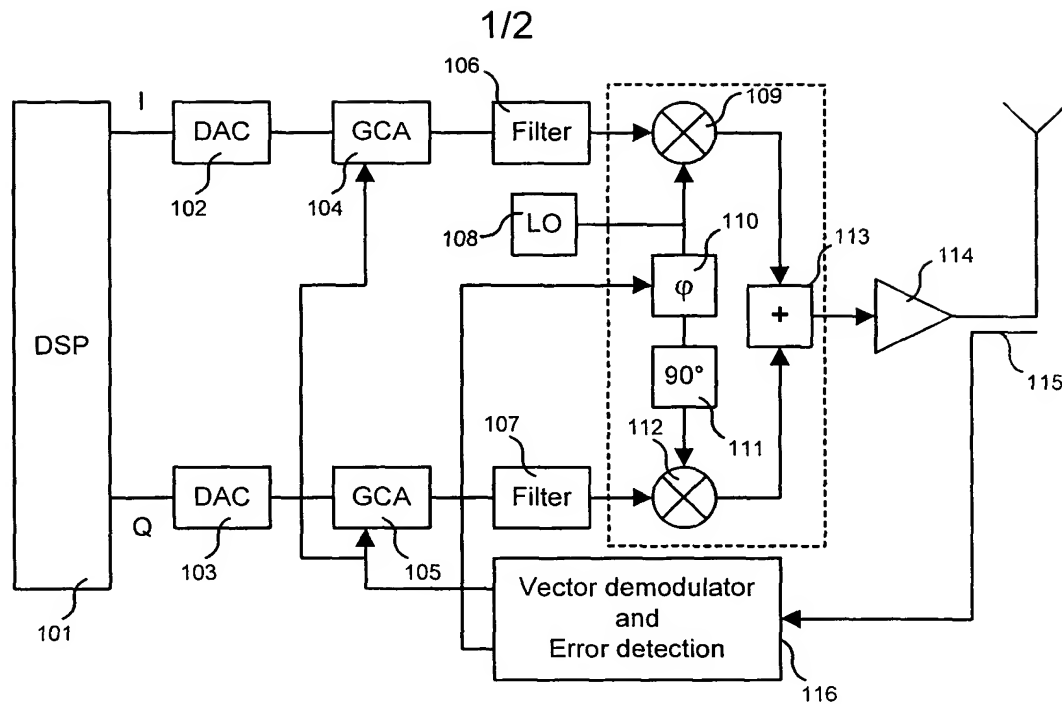 1/2
106
109
I
DAC
GCA
Filter
102
104
108
LO
110
113
114
φ
+
DSP
90°
115
111
112
107
DAC
GCA
Filter
Q
103
105
101
Vector demodulator
and
Error detection
116